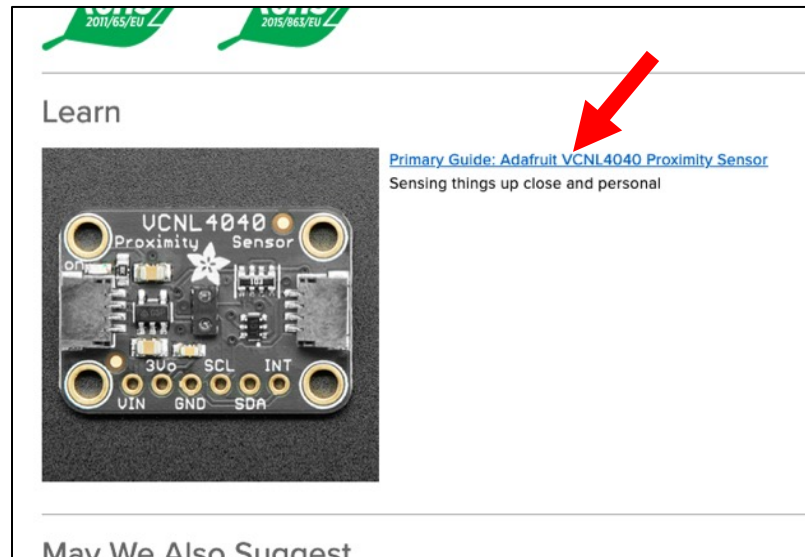 2011/65/EU
2015/863/EU
Learn
Primary Guide: Adafruit VCNL4040 Proximity Sensor
Sensing things up close and personal
VCNL4040
Proximity Sensor
on
3Vo SCL INT
VIN GND SDA
May We Also Suggest